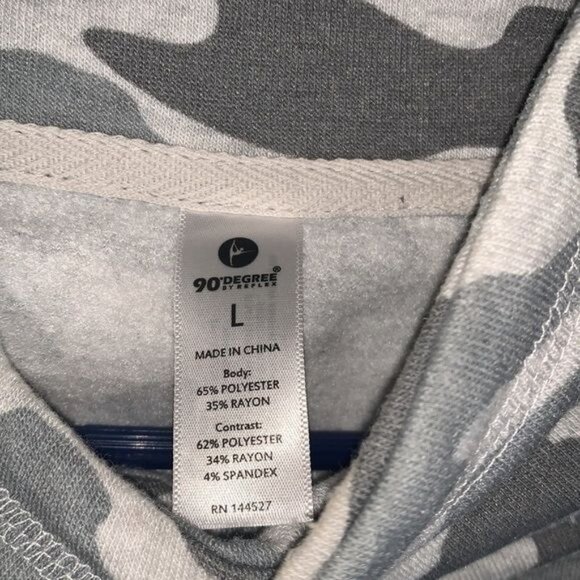 90°DEGREE®
BY REFLEX
L
MADE IN CHINA
Body:
65% POLYESTER
35% RAYON
Contrast:
62% POLYESTER
34% RAYON
4% SPANDEX
RN 144527